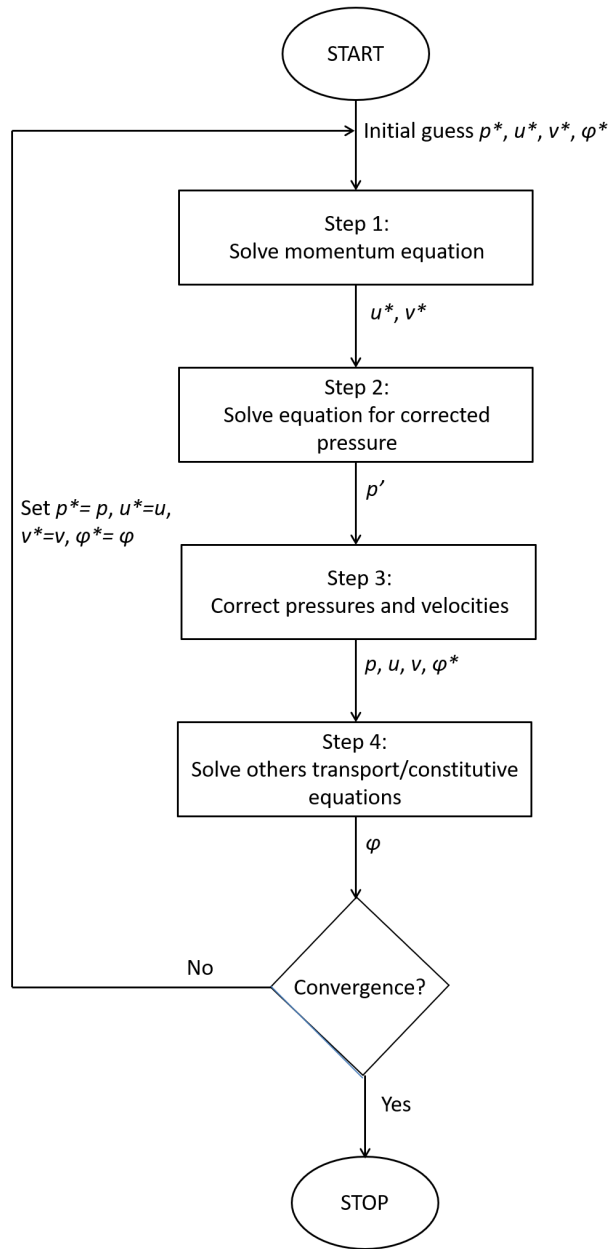 START
Initial guess p*, u*, v*, φ*
Step 1:
Solve momentum equation
u*, v*
Step 2:
Solve equation for corrected
pressure
p’
Set p*= p, u*=u,
v*=v, φ*= φ
Step 3:
Correct pressures and velocities
p, u, v, φ*
Step 4:
Solve others transport/constitutive
equations
φ
No
Convergence?
Yes
STOP